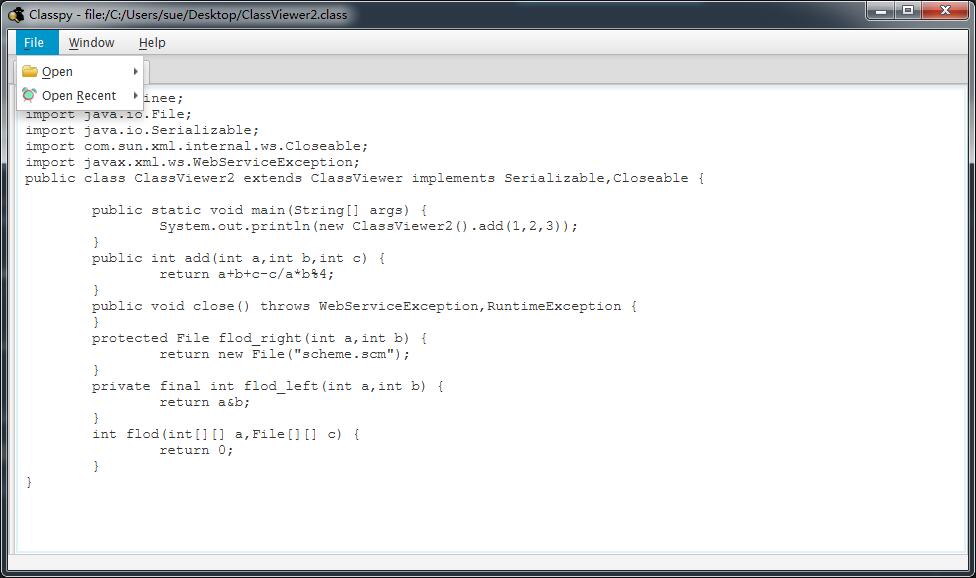 Classpy - file:/C:/Users/sue/Desktop/ClassViewer2.class
File Window Help
Open
Open Recent
inee;
import java.io.File;
import java.io.Serializable;
import com.sun.xml.internal.ws.Closeable;
import javax.xml.ws.WebServiceException;
public class ClassViewer2 extends ClassViewer implements Serializable,Closeable {
public static void main(String[] args) {
System.out.println(new ClassViewer2().add(1,2,3));
}
public int add(int a,int b,int c) {
return a+b+c-c/a*b%4;
}
public void close() throws WebServiceException,RuntimeException {
}
protected File flod_right(int a,int b) {
return new File("scheme.scm");
}
private final int flod_left(int a,int b) {
return a&b;
}
int flod(int[][] a,File[][] c) {
return 0;
}
}